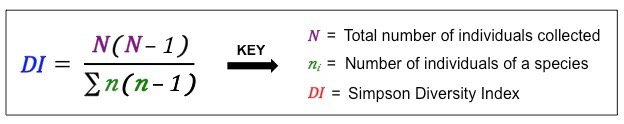 DI = N(N – 1) / ∑n(n – 1)
KEY
N = Total number of individuals collected
nᵢ = Number of individuals of a species
DI = Simpson Diversity Index